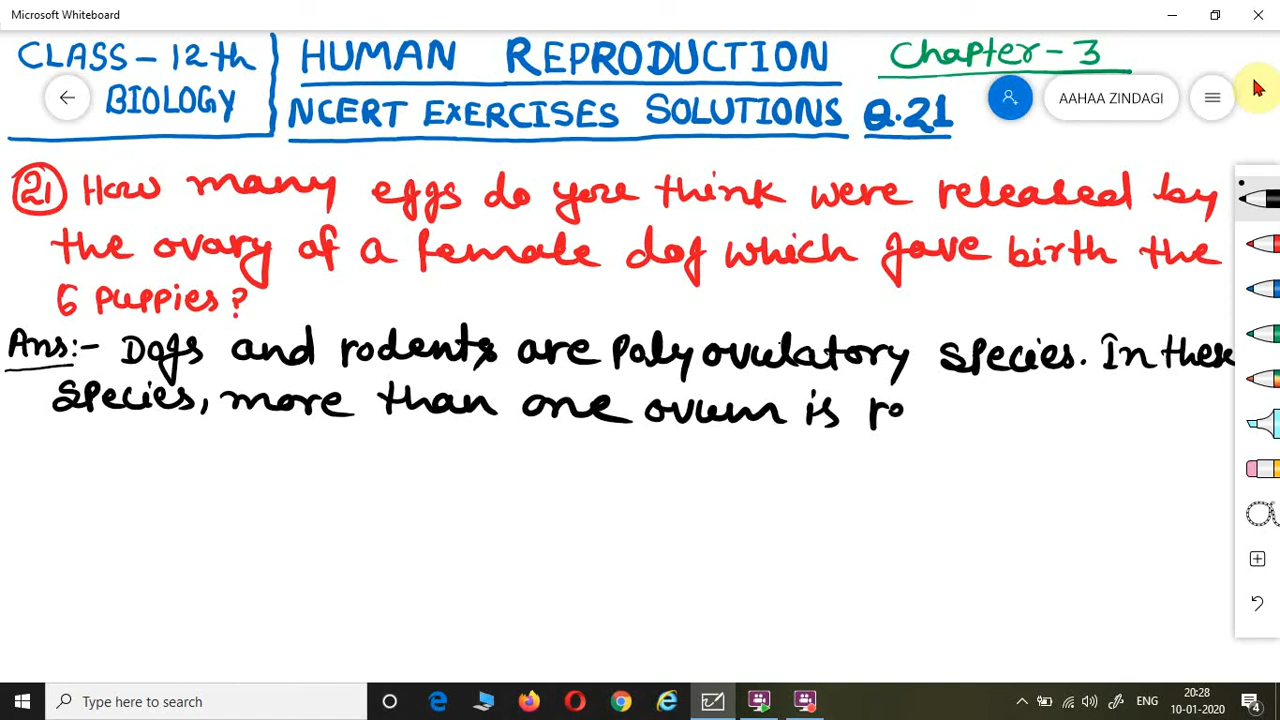 Microsoft Whiteboard
CLASS - 12th
BIOLOGY
HUMAN REPRODUCTION
NCERT EXERCISES SOLUTIONS Q.21
Chapter - 3
AAHAA ZINDAGI
21 How many eggs do you think were released by
the ovary of a female dog which gave birth the
6 puppies?
Ans:- Dogs and rodents are polyovulatory species. In these
species, more than one ovum is re
Type here to search
ENG
20:28
10-01-2020
4